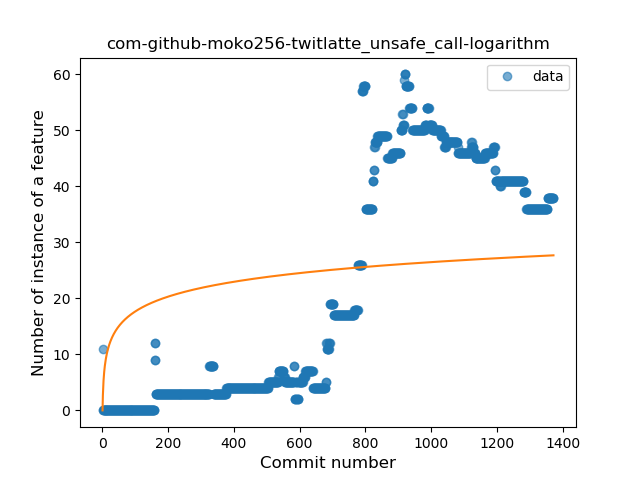 com-github-moko256-twitlatte_unsafe_call-logarithm
data
Number of instance of a feature
60
50
40
30
20
10
0
0 200 400 600 800 1000 1200 1400
Commit number